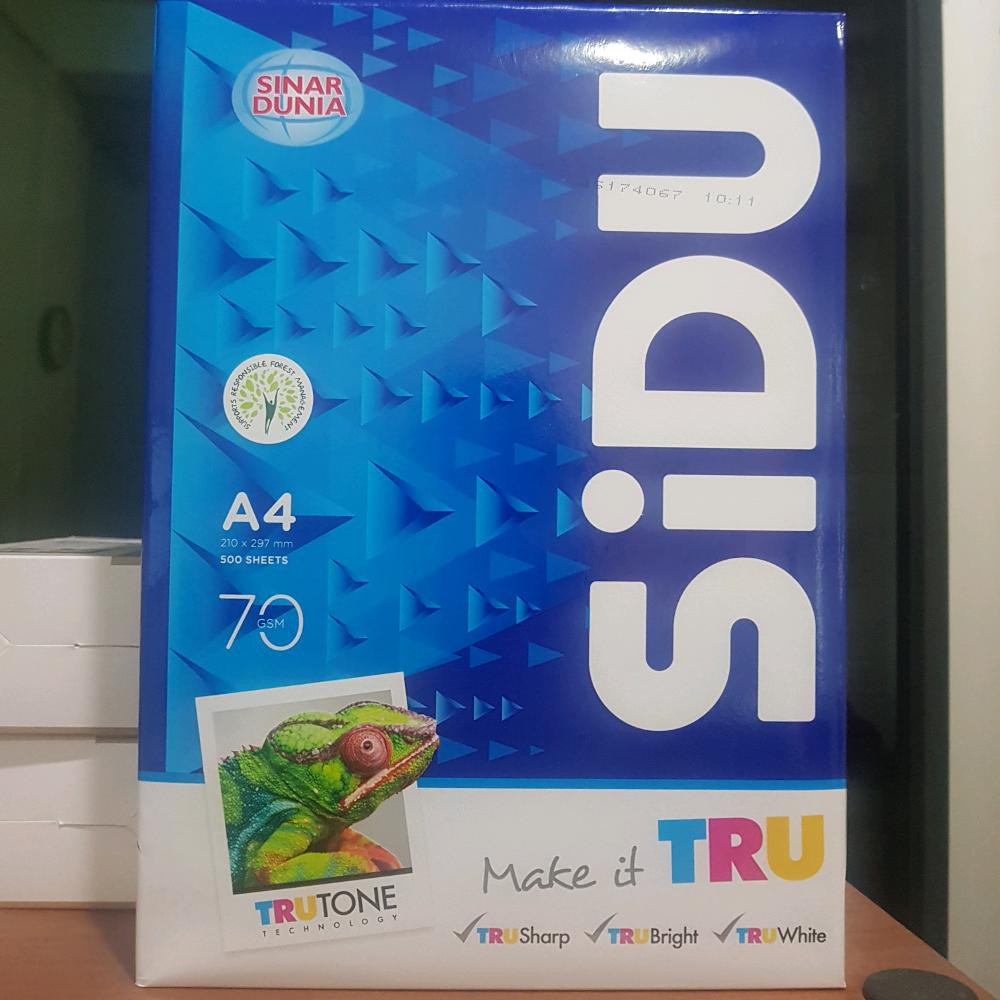 SINAR
DUNIA
SiDU
174067 10:11
SUPPORTS RESPONSIBLE FOREST MANAGEMENT
A4
210 x 297 mm
500 SHEETS
70
GSM
TRUTONE
TECHNOLOGY
Make it TRU
TRUSharp TRUBright TRUWhite